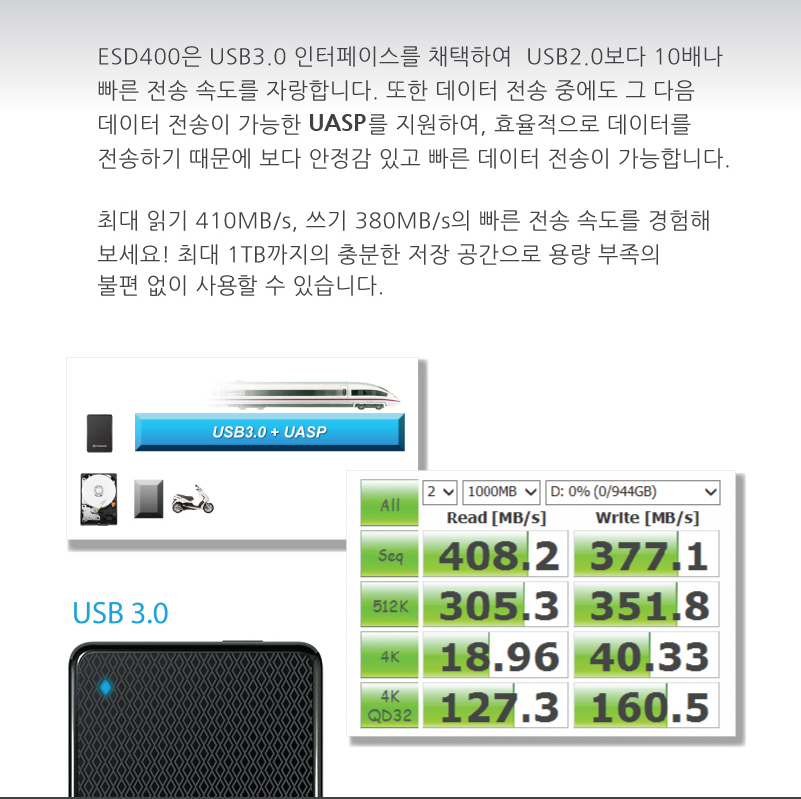 ESD400은 USB3.0 인터페이스를 채택하여 USB2.0보다 10배나
빠른 전송 속도를 자랑합니다. 또한 데이터 전송 중에도 그 다음
데이터 전송이 가능한 UASP를 지원하여, 효율적으로 데이터를
전송하기 때문에 보다 안정감 있고 빠른 데이터 전송이 가능합니다.
최대 읽기 410MB/s, 쓰기 380MB/s의 빠른 전송 속도를 경험해
보세요! 최대 1TB까지의 충분한 저장 공간으로 용량 부족의
불편 없이 사용할 수 있습니다.
USB3.0 + UASP
All 2 1000MB D: 0% (0/944GB)
Read [MB/s] Write [MB/s]
Seq 408.2 377.1
512K 305.3 351.8
4K 18.96 40.33
4K QD32 127.3 160.5
USB 3.0